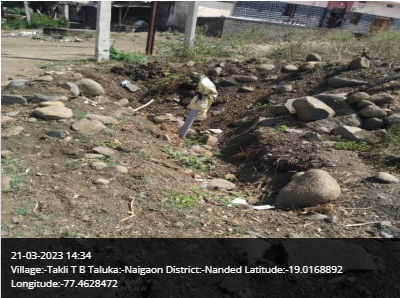 21-03-2023 14:34
Village:-Takli T B Taluka:-Naigaon District:-Nanded Latitude:-19.0168892
Longitude:-77.4628472